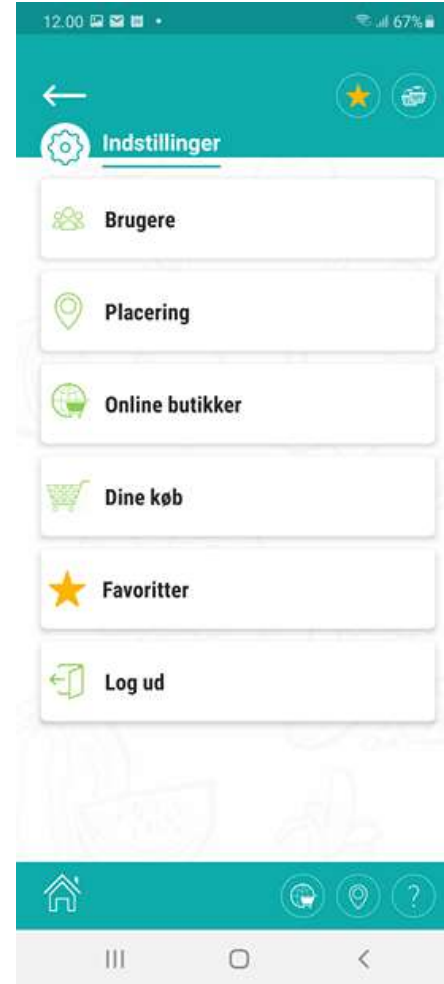 12.00
67%
Indstillinger
Brugere
Placering
Online butikker
Dine køb
Favoritter
Log ud
?